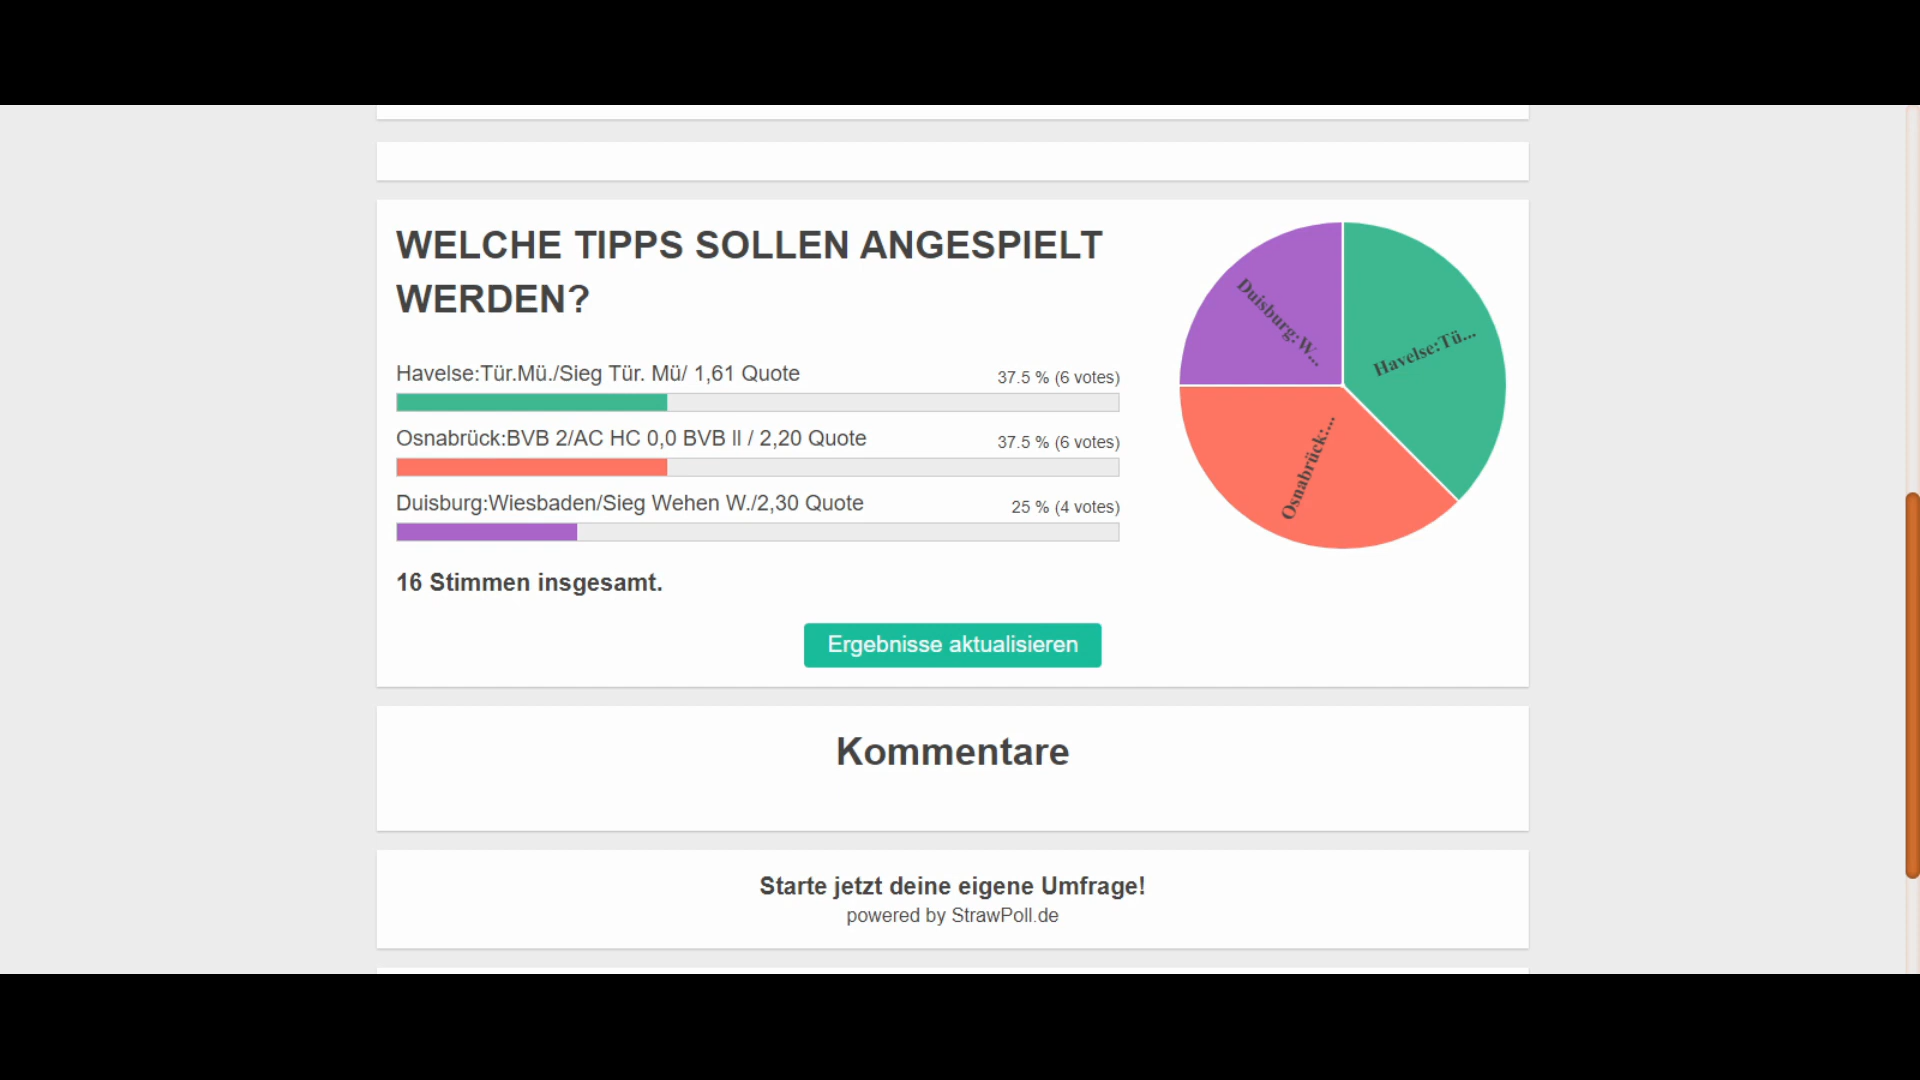 WELCHE TIPPS SOLLEN ANGESPIELT
WERDEN?
Havelse:Tür.Mü./Sieg Tür. Mü/ 1,61 Quote 37.5 % (6 votes)
Osnabrück:BVB 2/AC HC 0,0 BVB ll / 2,20 Quote 37.5 % (6 votes)
Duisburg:Wiesbaden/Sieg Wehen W./2,30 Quote 25 % (4 votes)
16 Stimmen insgesamt.
Ergebnisse aktualisieren
Duisburg:W...
Havelse:Tü...
Osnabrück:...
Kommentare
Starte jetzt deine eigene Umfrage!
powered by StrawPoll.de